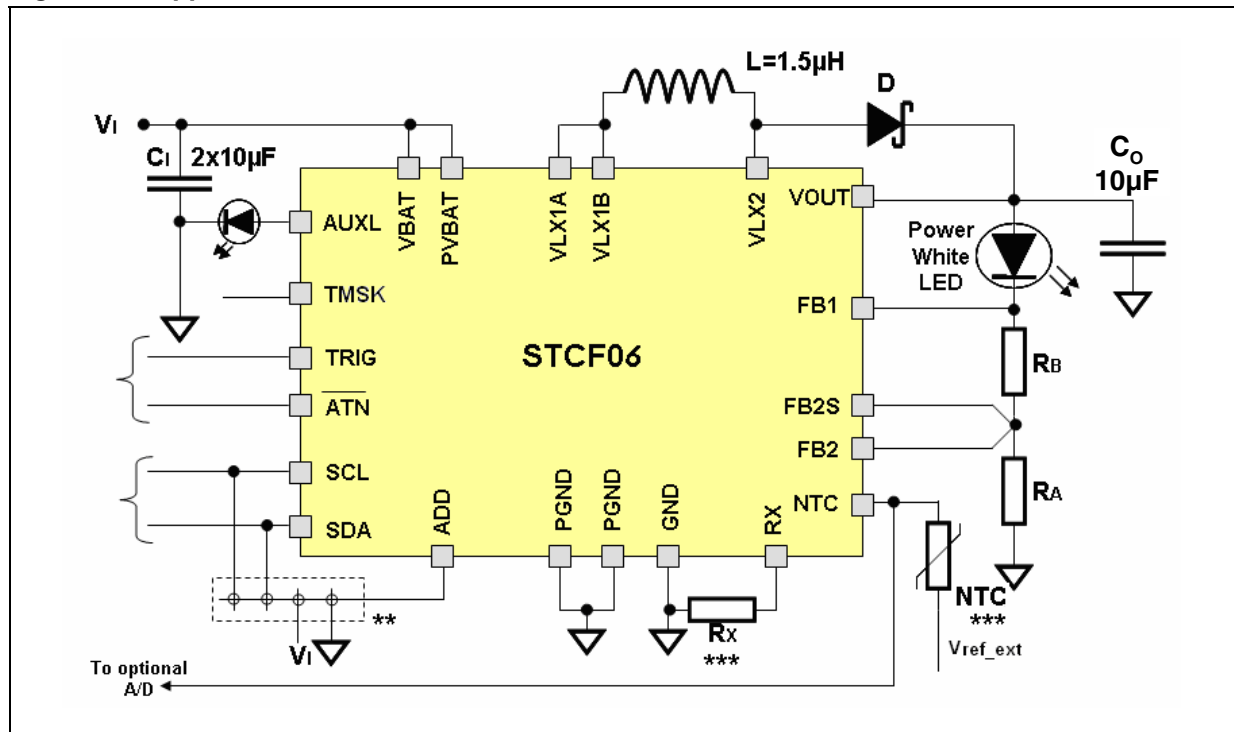 L=1.5µH
D
VI
CI 2x10µF
CO
10µF
VBAT
PVBAT
VLX1A
VLX1B
VLX2
VOUT
AUXL
Power
White
LED
TMSK
FB1
TRIG
STCF06
RB
ATN
FB2S
FB2
SCL
RA
NTC
SDA
ADD
PGND
PGND
GND
RX
NTC
***
**
RX
***
VI
Vref_ext
To optional
A/D